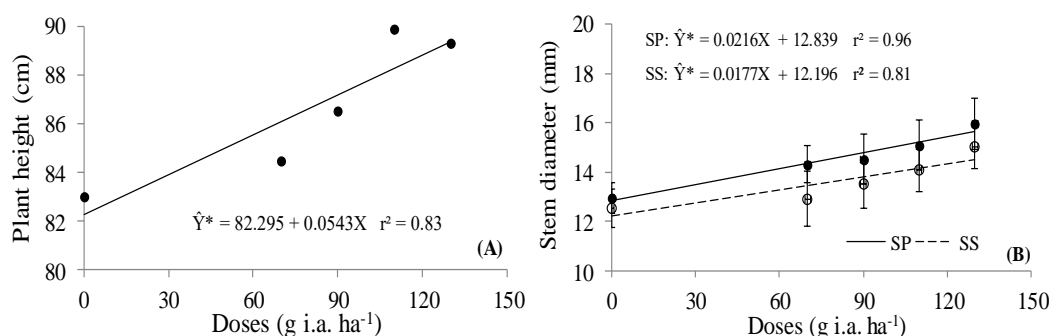 90
88
86
84
82
80
Plant height (cm)
Ŷ* = 82.295 + 0.0543X r² = 0.83
(A)
0 30 60 90 120 150
Doses (g i.a. ha⁻¹)
20
18
16
14
12
10
Stem diameter (mm)
SP: Ŷ* = 0.0216X + 12.839 r² = 0.96
SS: Ŷ* = 0.0177X + 12.196 r² = 0.81
SP SS
(B)
0 30 60 90 120 150
Doses (g i.a. ha⁻¹)